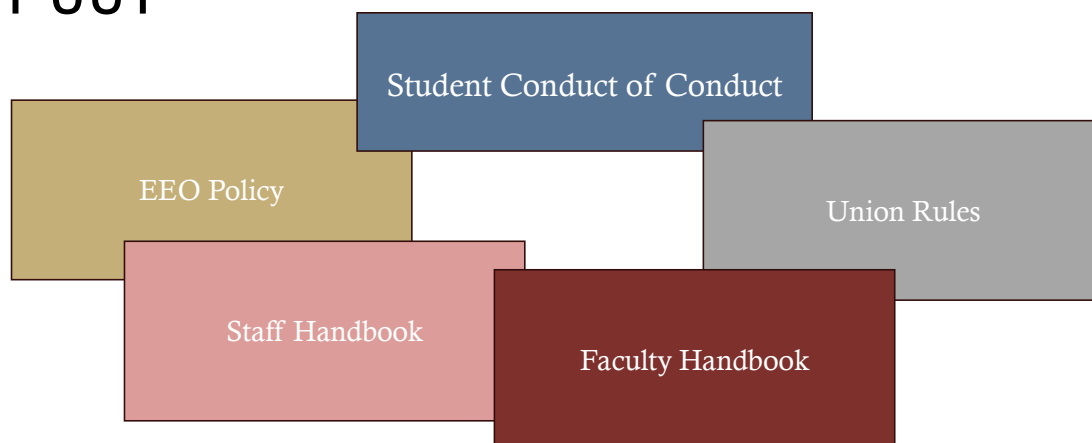 Student Conduct of Conduct
EEO Policy
Union Rules
Staff Handbook
Faculty Handbook